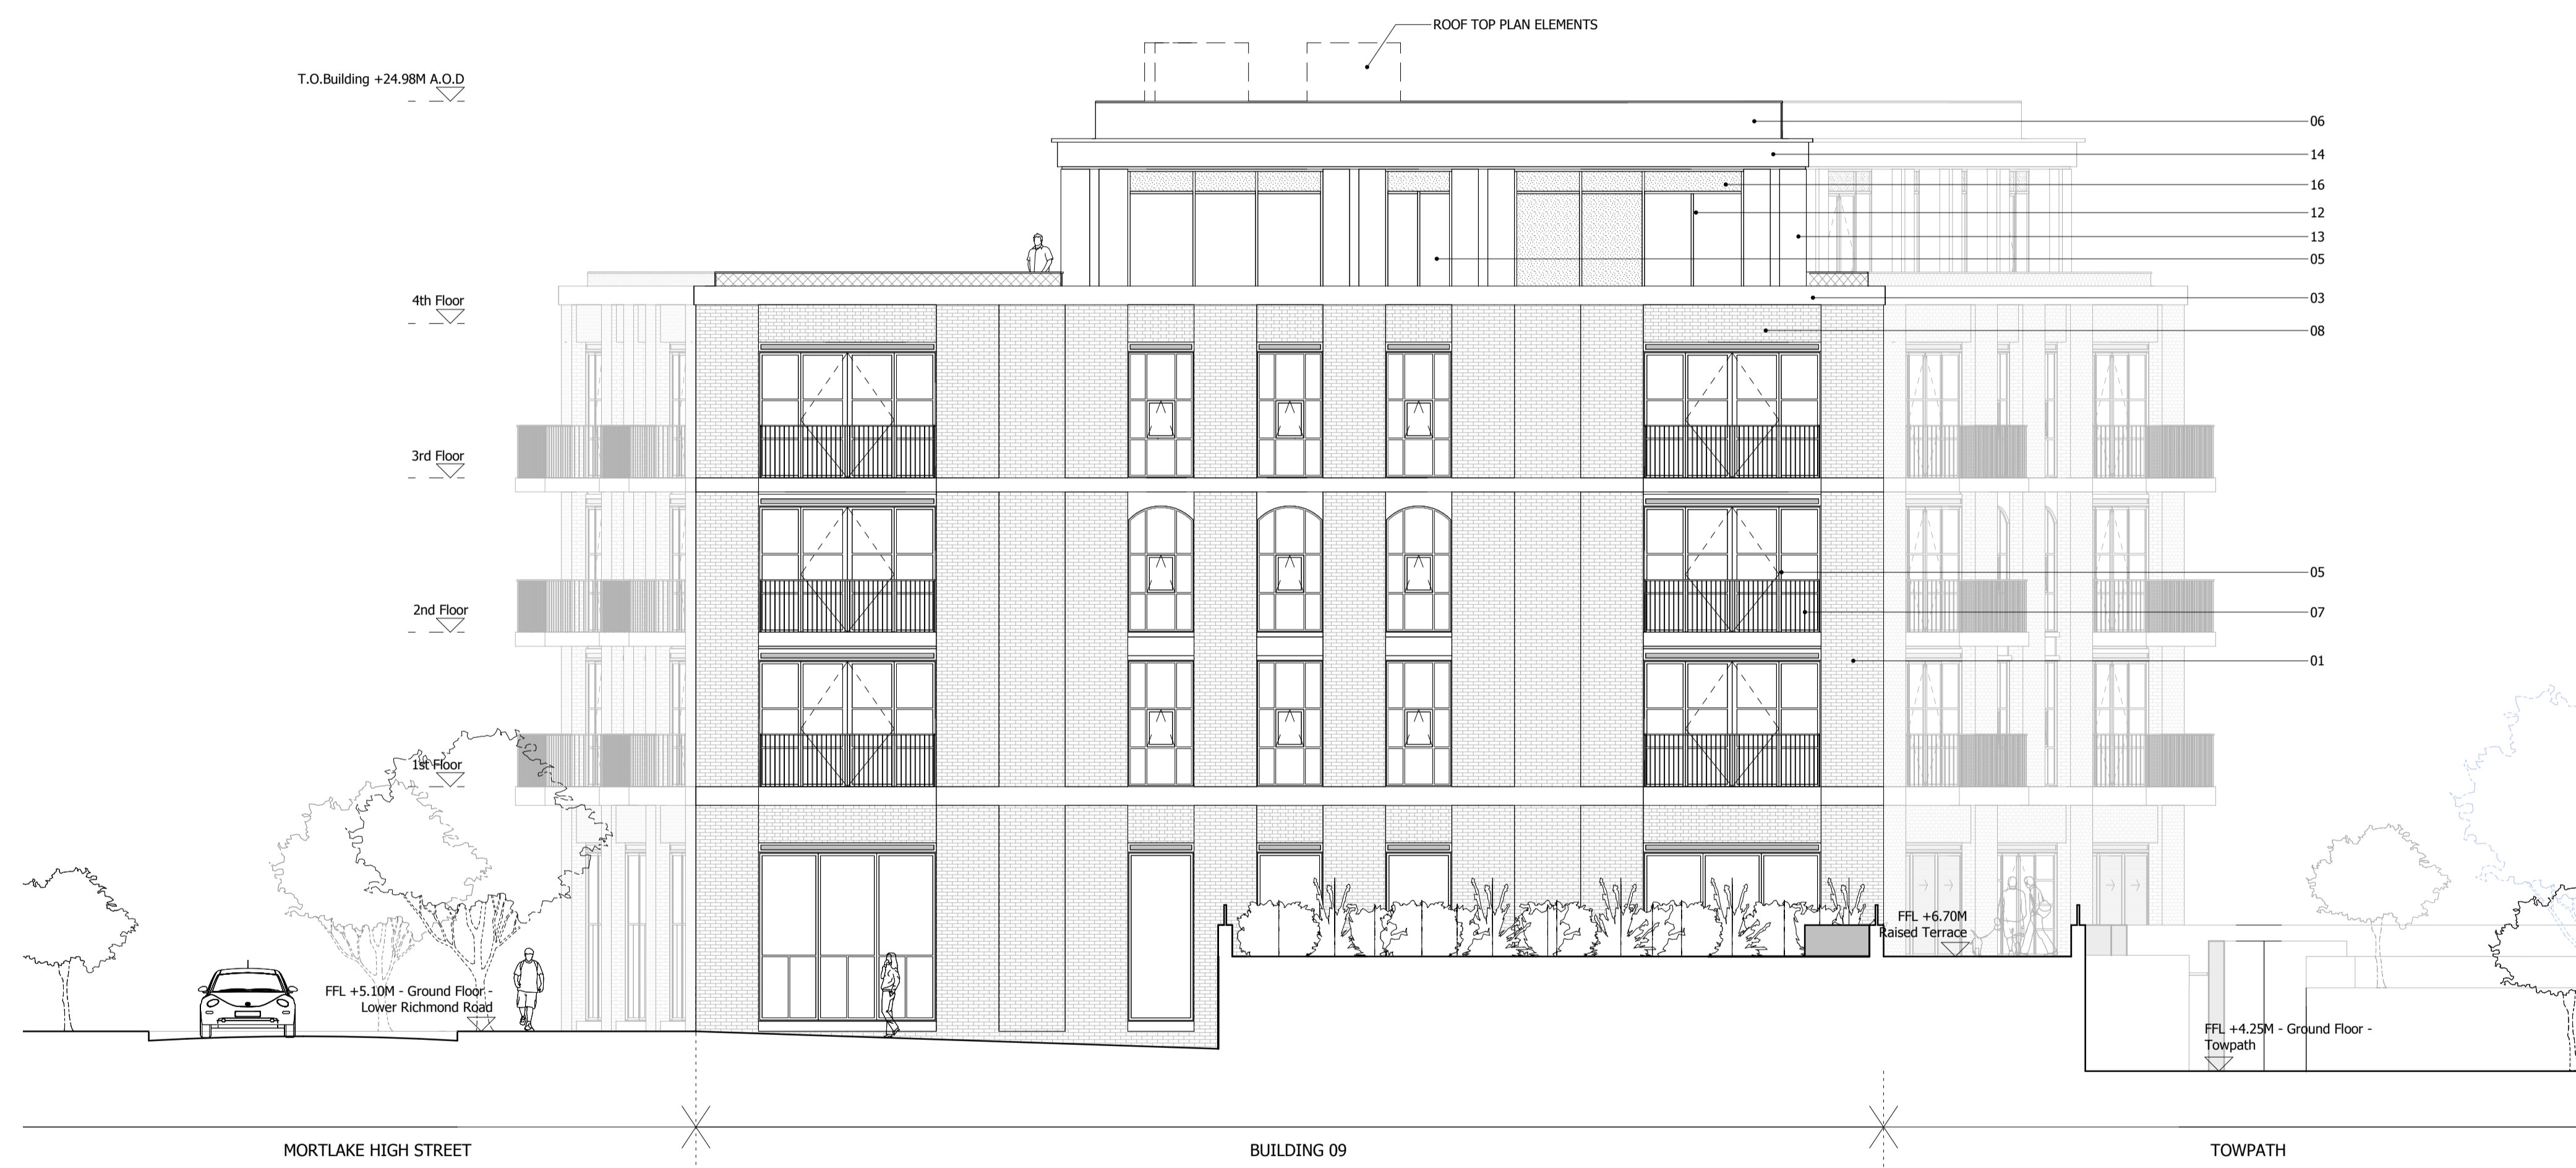 ROOF TOP PLAN ELEMENTS
T.O.Building +24.98M A.O.D
06
14
16
12
13
05
03
4th Floor
08
3rd Floor
05
2nd Floor
07
01
1st Floor
FFL +6.70M
Raised Terrace
FFL +5.10M - Ground Floor -
Lower Richmond Road
FFL +4.25M - Ground Floor -
Towpath
MORTLAKE HIGH STREET
BUILDING 09
TOWPATH